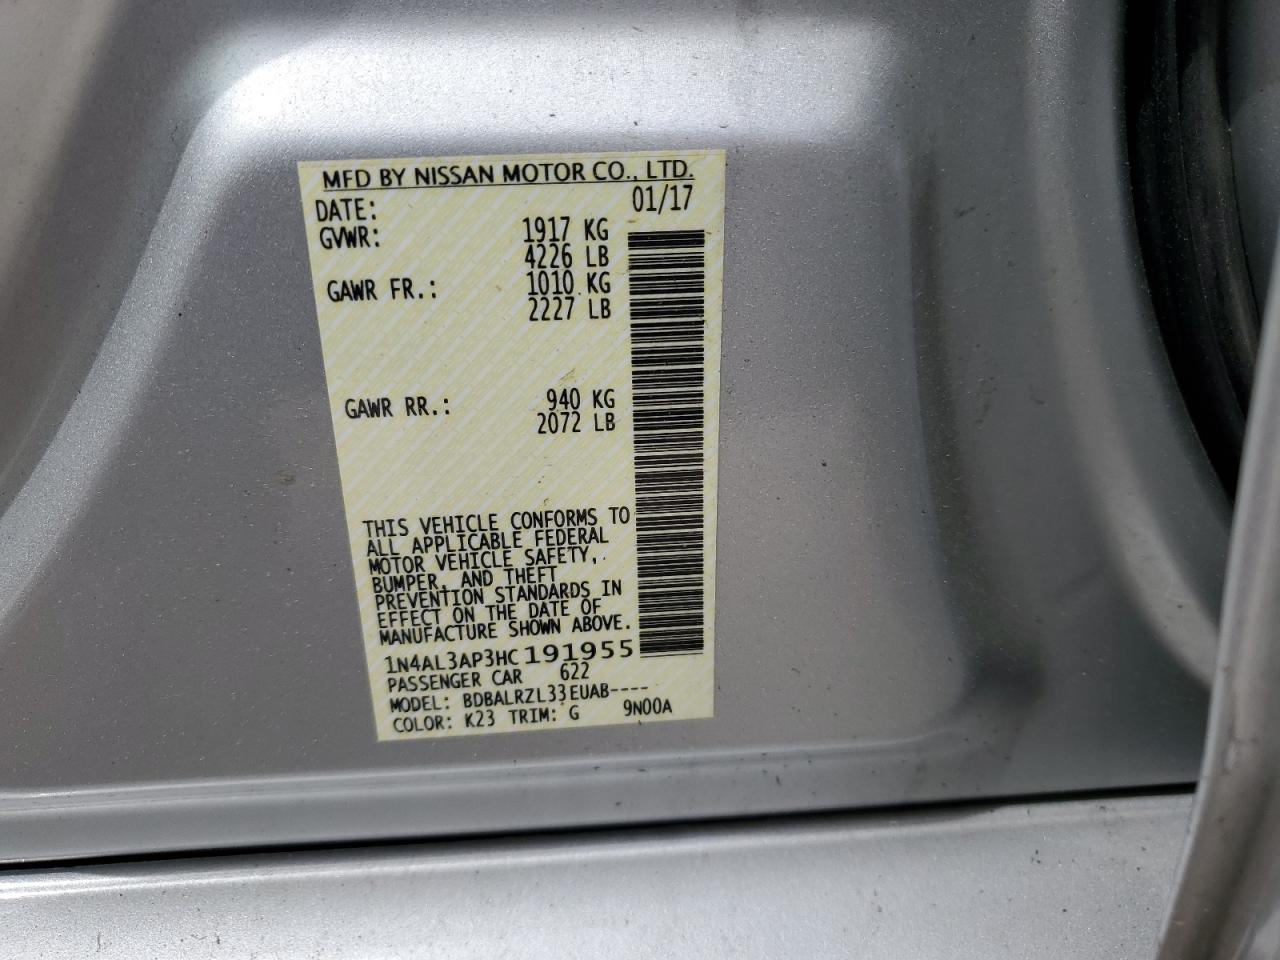 MFD BY NISSAN MOTOR CO., LTD.
DATE: 01/17
GVWR: 1917 KG
4226 LB
GAWR FR.: 1010 KG
2227 LB
GAWR RR.: 940 KG
2072 LB
THIS VEHICLE CONFORMS TO
ALL APPLICABLE FEDERAL
MOTOR VEHICLE SAFETY,
BUMPER, AND THEFT
PREVENTION STANDARDS IN
EFFECT ON THE DATE OF
MANUFACTURE SHOWN ABOVE.
1N4AL3AP3HC191955
PASSENGER CAR 622
MODEL: BDBALRZL33EUAB----
COLOR: K23 TRIM: G 9N00A